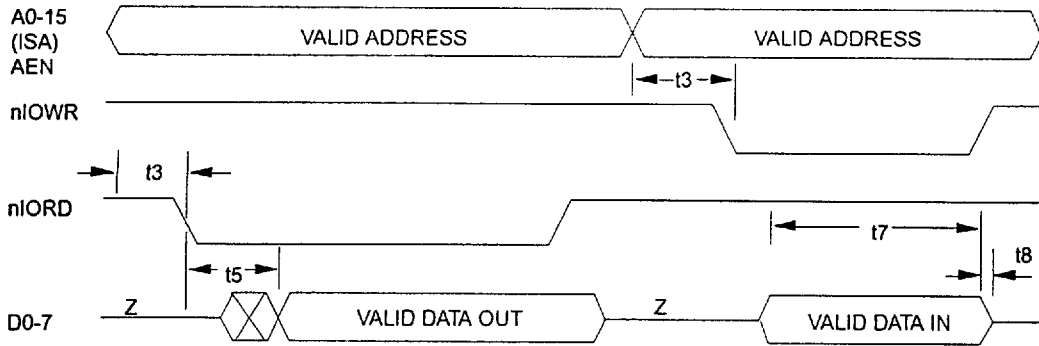 A0-15
(ISA)
AEN
VALID ADDRESS
VALID ADDRESS
t3
nIOWR
t3
nIORD
t7
t8
t5
Z
Z
D0-7
VALID DATA OUT
VALID DATA IN